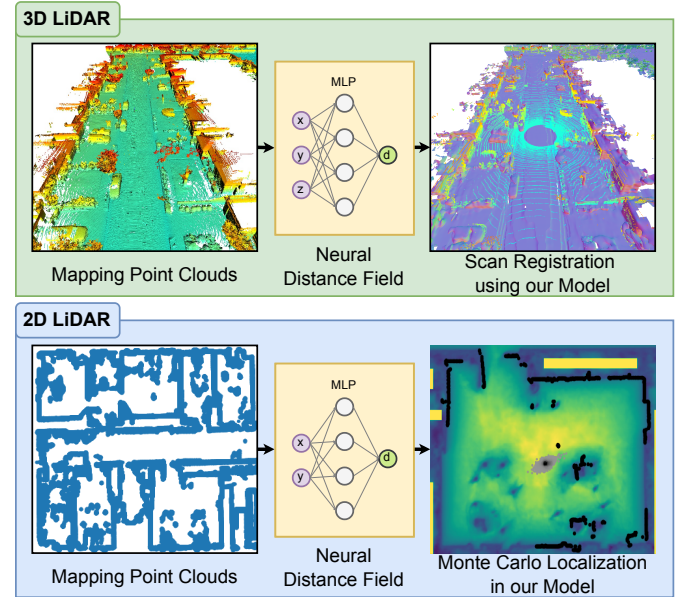 3D LiDAR
MLP
x
y
z
d
Mapping Point Clouds
Neural
Distance Field
Scan Registration
using our Model
2D LiDAR
MLP
x
y
d
Mapping Point Clouds
Neural
Distance Field
Monte Carlo Localization
in our Model